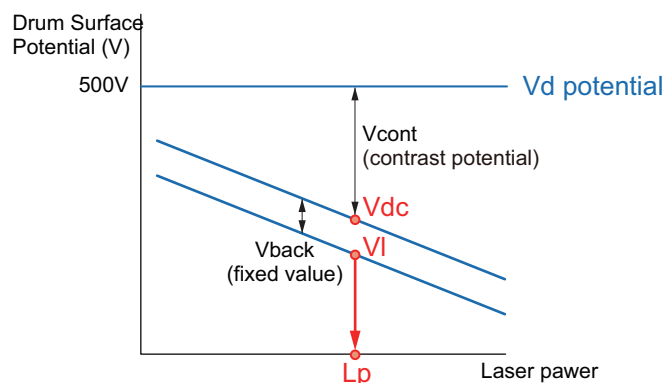 Drum Surface
Potential (V)
500V
Vd potential
Vcont
(contrast potential)
Vdc
Vback
(fixed value)
Vl
Lp
Laser pawer